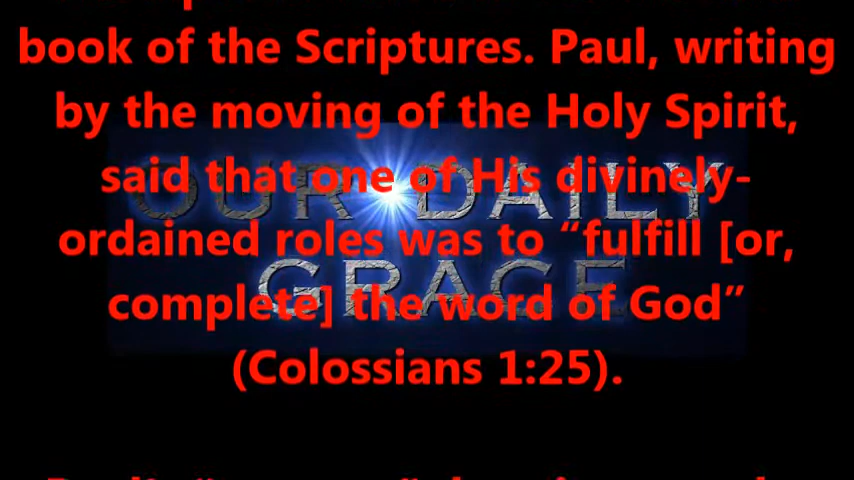 book of the Scriptures. Paul, writing
by the moving of the Holy Spirit,
said that one of His divinely-
ordained roles was to “fulfill [or,
complete] the word of God”
(Colossians 1:25).
OUR DAILY
GRACE